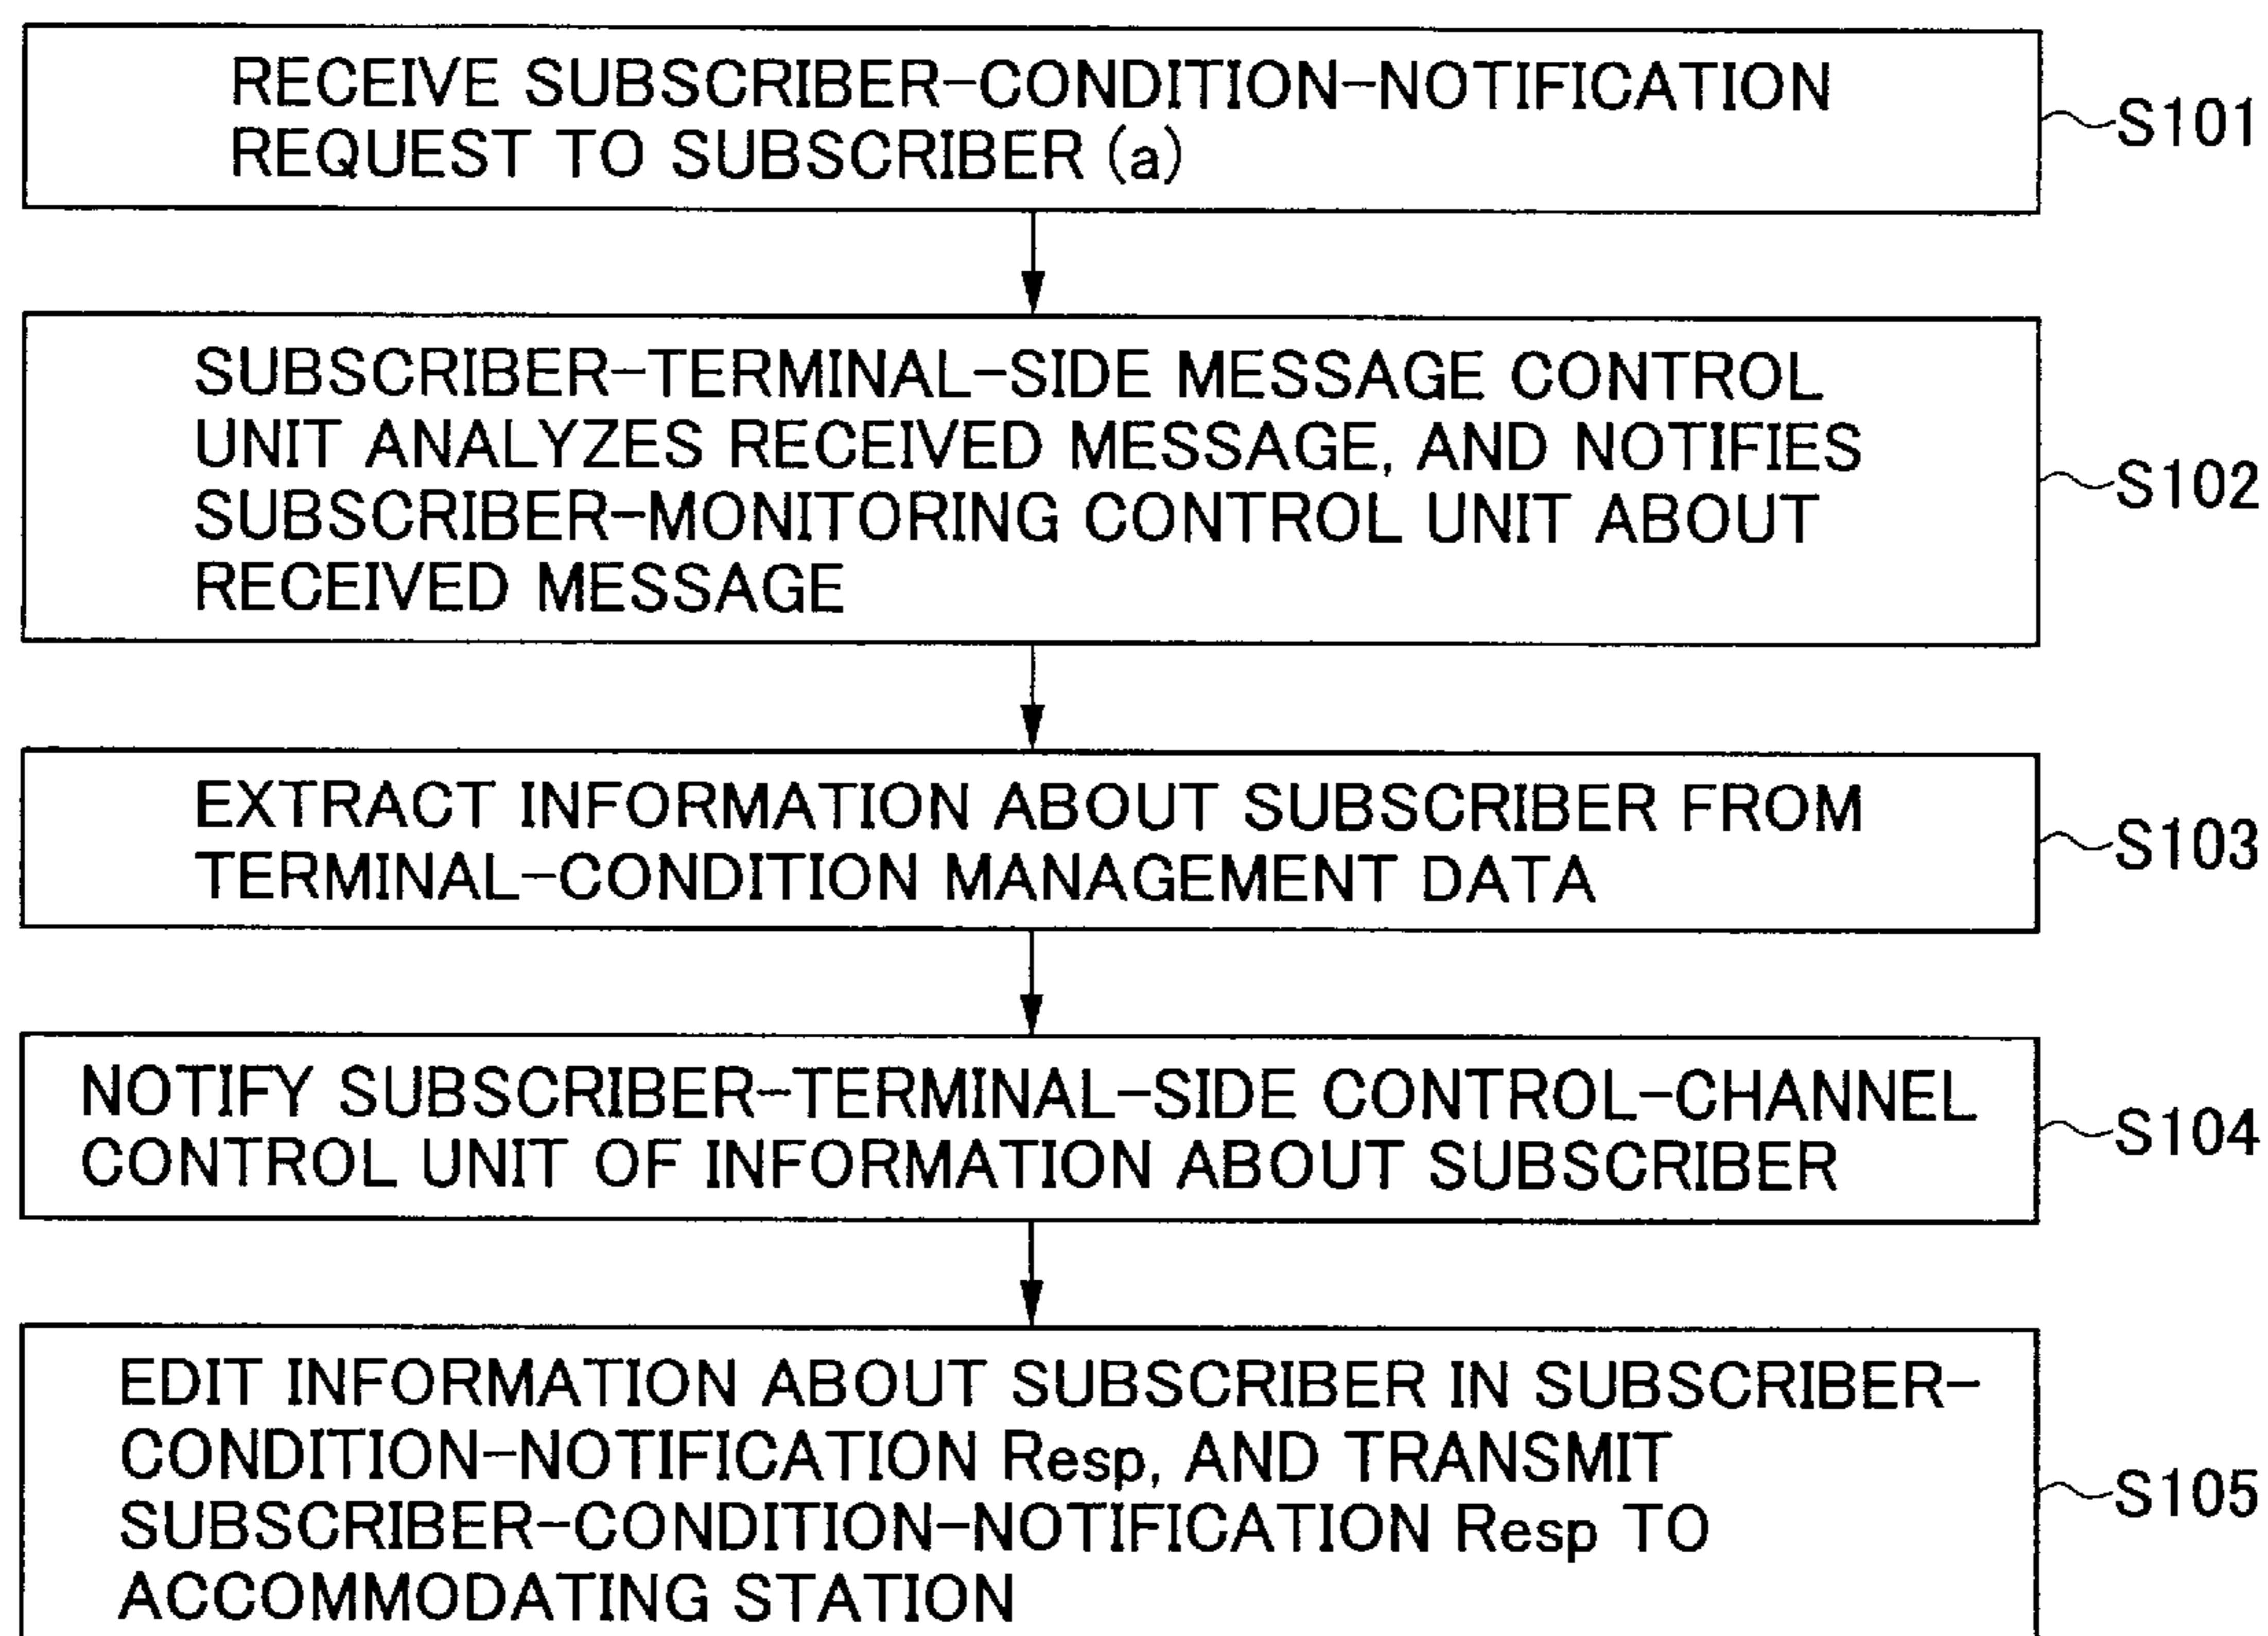 RECEIVE SUBSCRIBER-CONDITION-NOTIFICATION
REQUEST TO SUBSCRIBER (a)
S101
SUBSCRIBER-TERMINAL-SIDE MESSAGE CONTROL
UNIT ANALYZES RECEIVED MESSAGE, AND NOTIFIES
SUBSCRIBER-MONITORING CONTROL UNIT ABOUT
RECEIVED MESSAGE
S102
EXTRACT INFORMATION ABOUT SUBSCRIBER FROM
TERMINAL-CONDITION MANAGEMENT DATA
S103
NOTIFY SUBSCRIBER-TERMINAL-SIDE CONTROL-CHANNEL
CONTROL UNIT OF INFORMATION ABOUT SUBSCRIBER
S104
EDIT INFORMATION ABOUT SUBSCRIBER IN SUBSCRIBER-
CONDITION-NOTIFICATION Resp, AND TRANSMIT
SUBSCRIBER-CONDITION-NOTIFICATION Resp TO
ACCOMMODATING STATION
S105